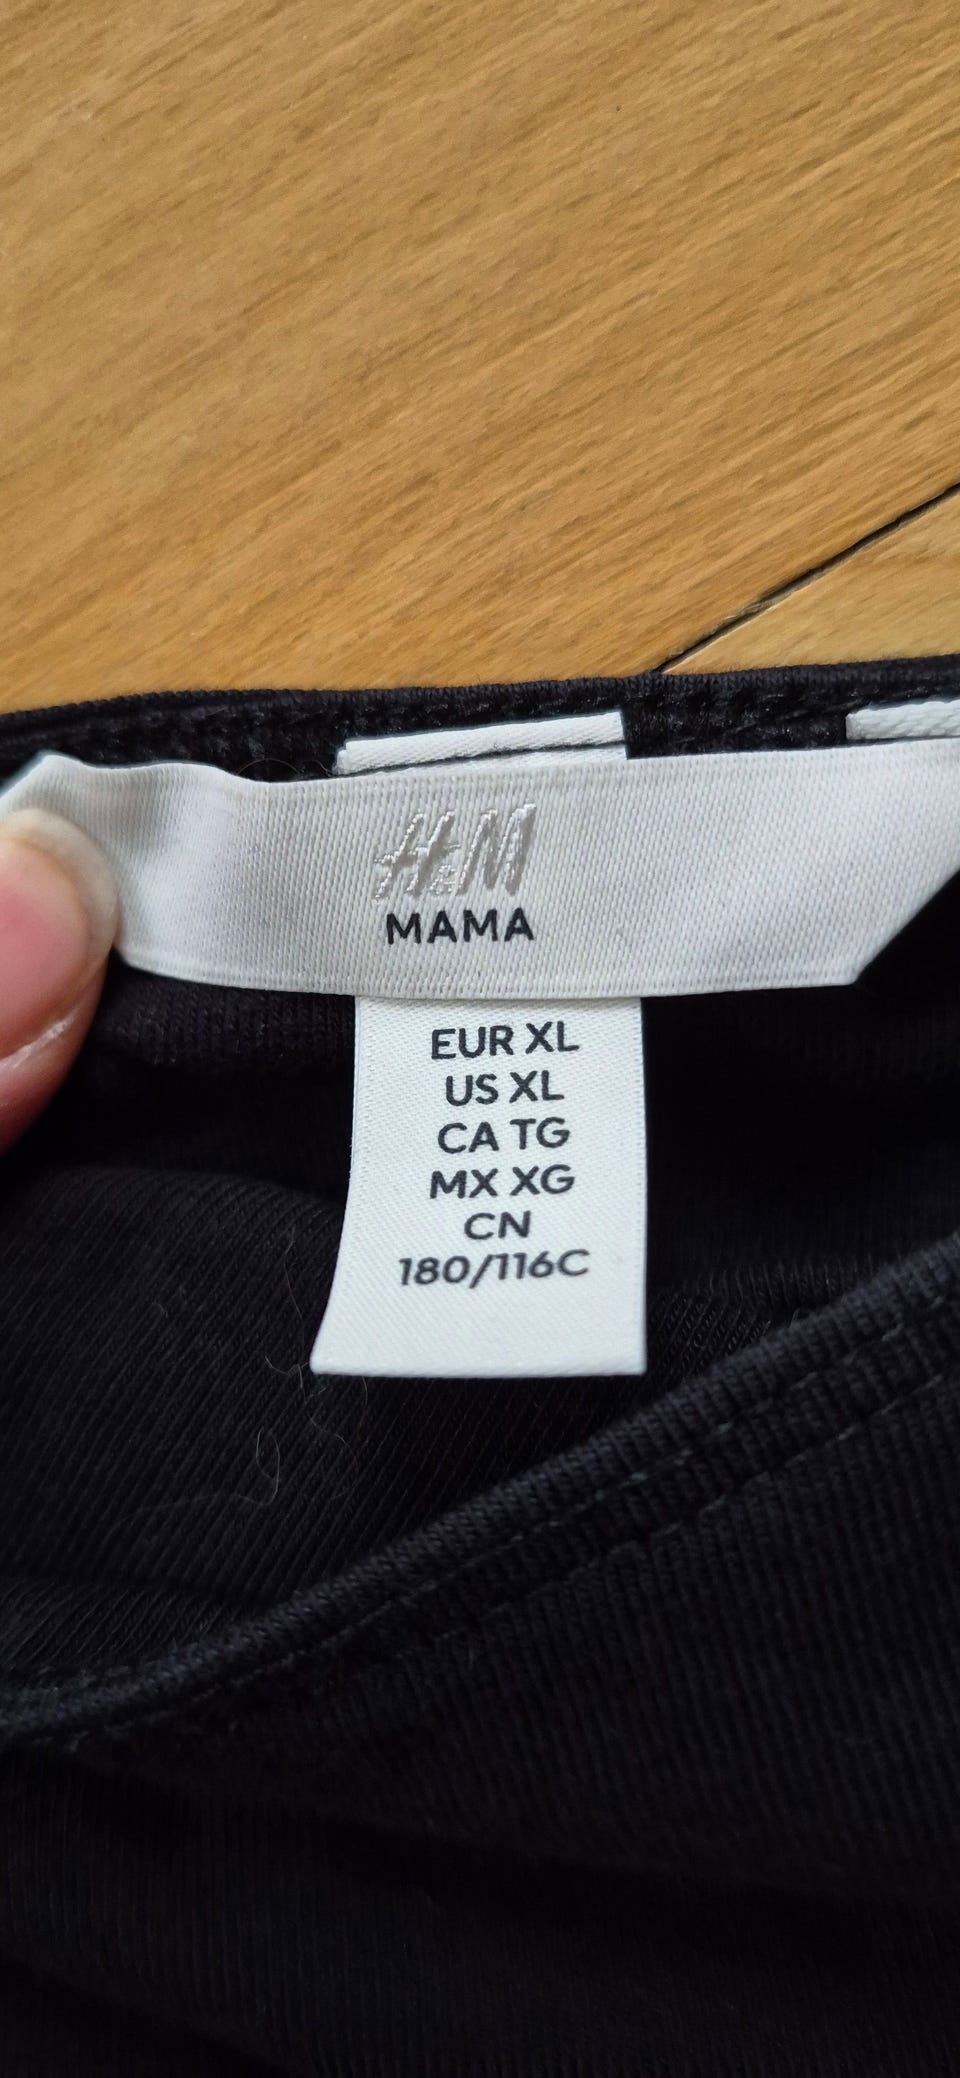 H&M
MAMA
EUR XL
US XL
CA TG
MX XG
CN
180/116C